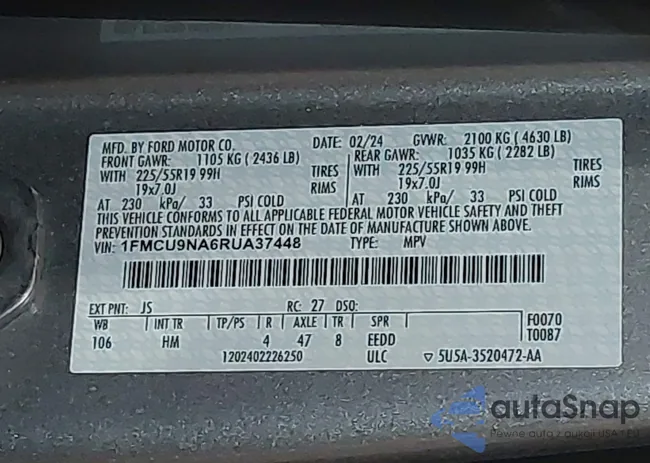 MFD. BY FORD MOTOR CO. DATE: 02/24 GVWR: 2100 KG ( 4630 LB)
FRONT GAWR: 1105 KG ( 2436 LB) REAR GAWR: 1035 KG ( 2282 LB)
WITH 225/55R19 99H TIRES WITH 225/55R19 99H TIRES
19x7.0J RIMS 19x7.0J RIMS
AT 230 kPa/ 33 PSI COLD AT 230 kPa/ 33 PSI COLD
THIS VEHICLE CONFORMS TO ALL APPLICABLE FEDERAL MOTOR VEHICLE SAFETY AND THEFT
PREVENTION STANDARDS IN EFFECT ON THE DATE OF MANUFACTURE SHOWN ABOVE.
VIN: 1FMCU9NA6RUA37448 TYPE: MPV
EXT PNT: JS RC: 27 DSO:
WB INT TR TP/PS R AXLE TR SPR F0070
106 HM 4 47 8 EEDD T0087
1202402226250 ULC ▽ 5U5A-3520472-AA
autoSnap
Pewne auto z aukcji USA i EU